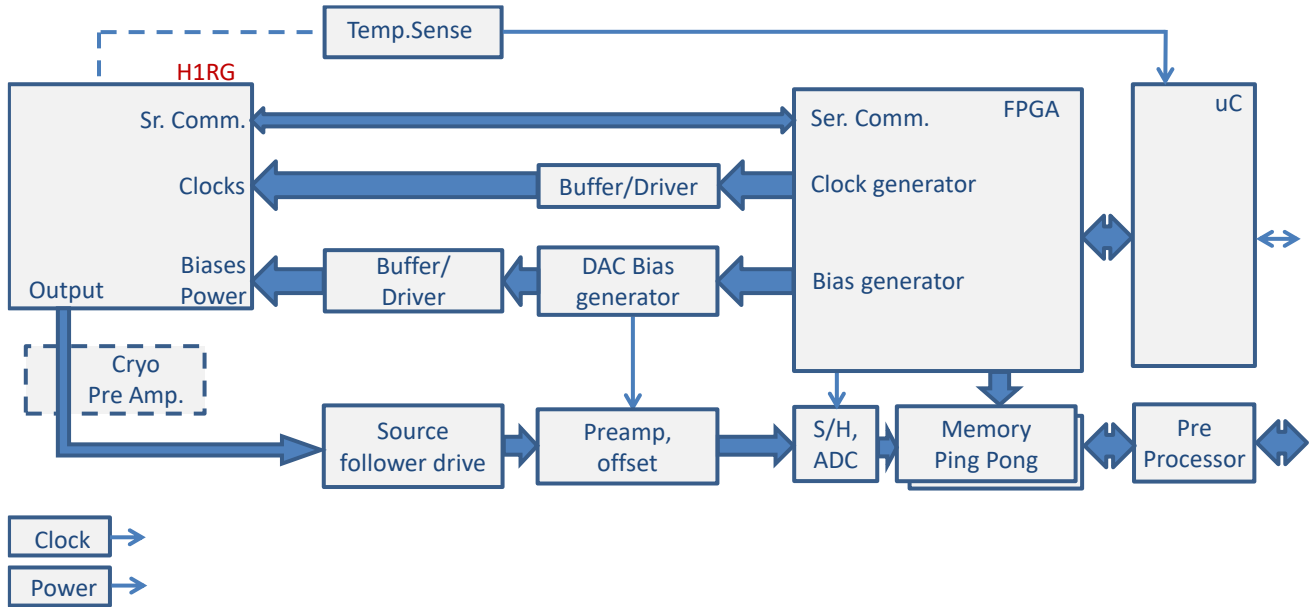 Temp.Sense
H1RG
Sr. Comm.
Clocks
Biases
Power
Output
FPGA
Ser. Comm.
Clock generator
Bias generator
uC
Buffer/Driver
Buffer/
Driver
DAC Bias
generator
Cryo
Pre Amp.
Source
follower drive
Preamp,
offset
S/H,
ADC
Memory
Ping Pong
Pre
Processor
Clock
Power